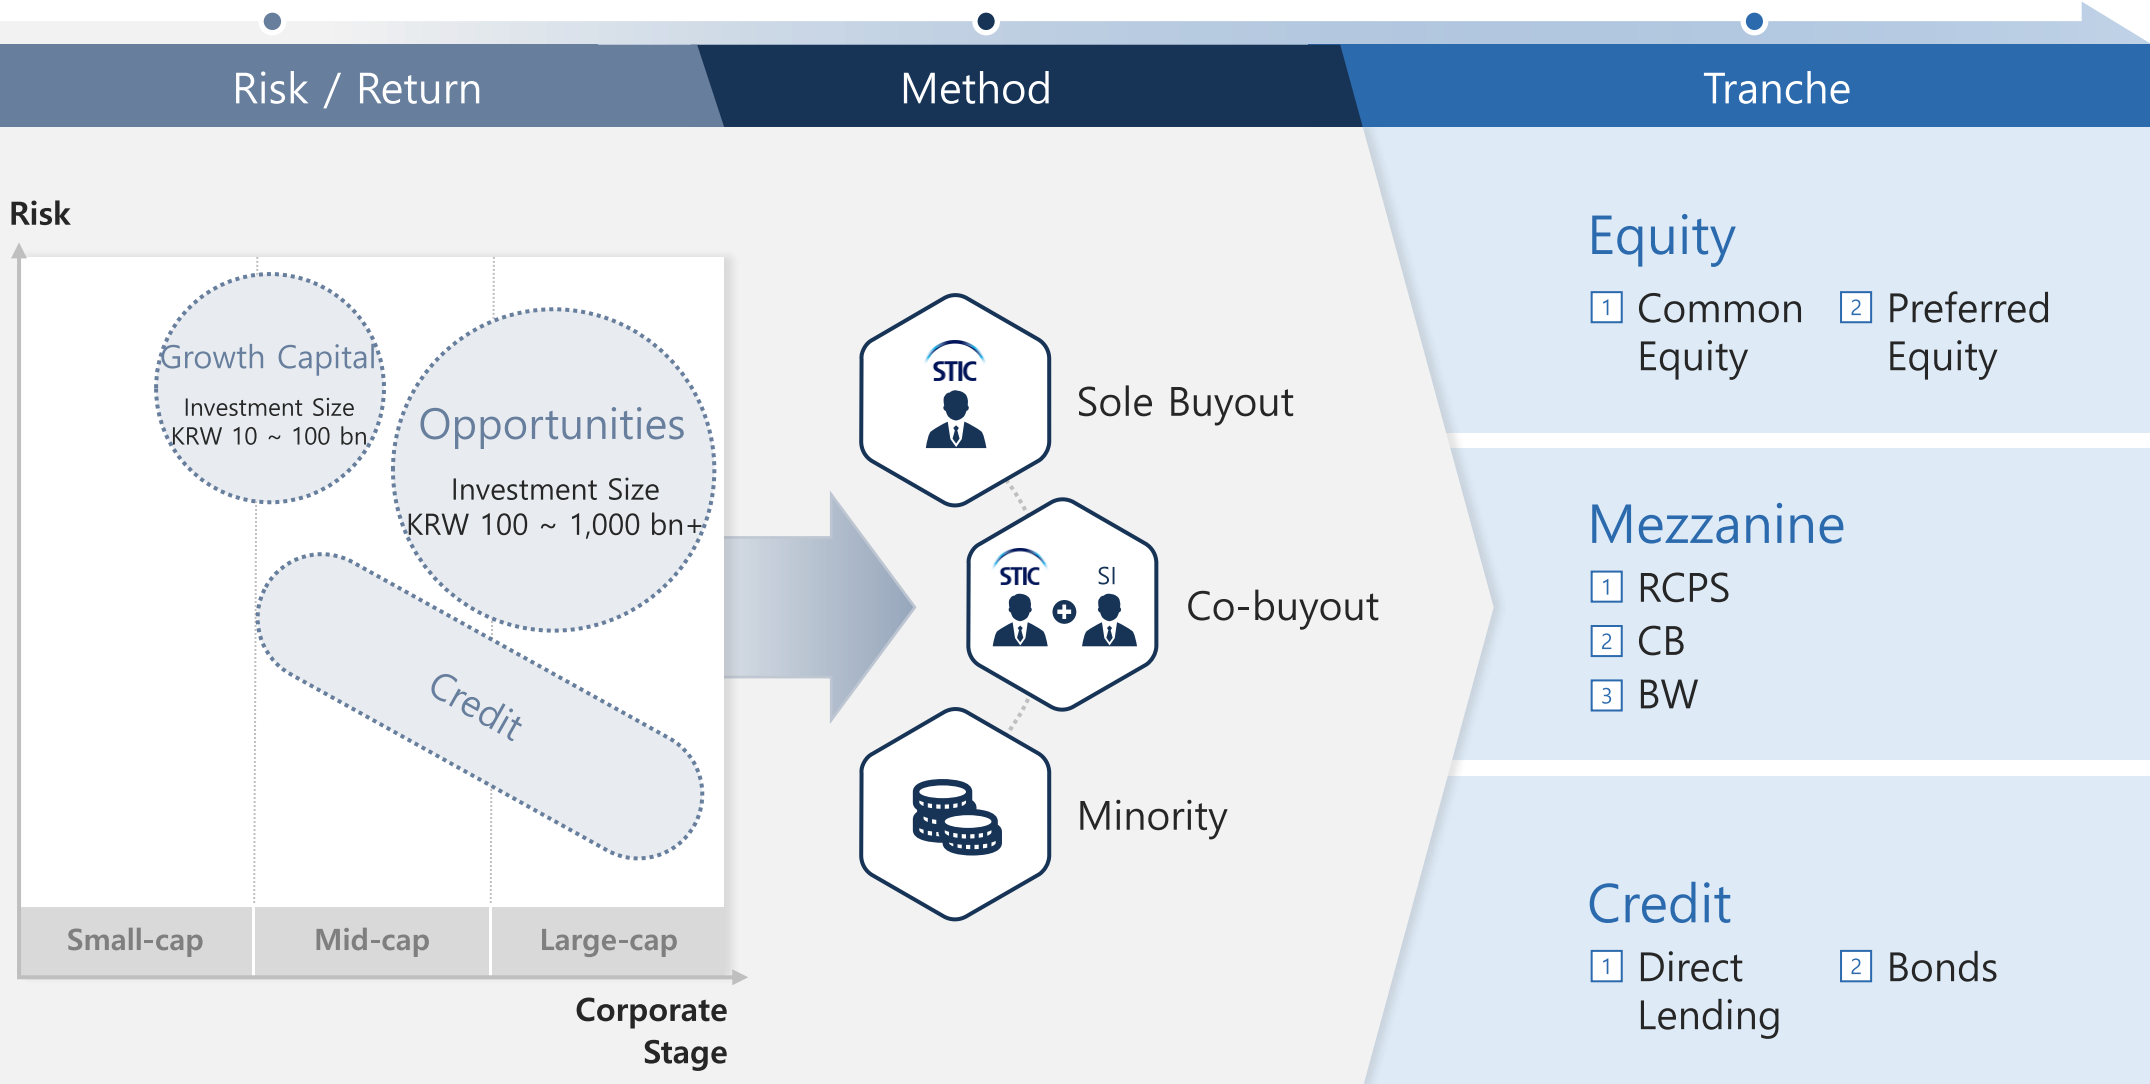 Risk / Return
Method
Tranche
Risk
Growth Capital
Investment Size
KRW 10 ~ 100 bn
Opportunities
Investment Size
KRW 100 ~ 1,000 bn+
Credit
Small-cap
Mid-cap
Large-cap
Corporate
Stage
STIC
Sole Buyout
STIC
SI
Co-buyout
Minority
Equity
1 Common
Equity
2 Preferred
Equity
Mezzanine
1 RCPS
2 CB
3 BW
Credit
1 Direct
Lending
2 Bonds